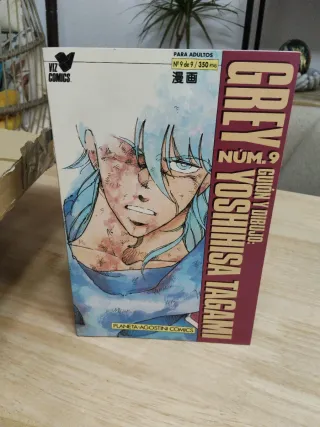 VIZ
COMICS
PARA ADULTOS
Nº 9 de 9 / 350 PTAS
漫画
GREY
NÚM. 9
GUIÓN Y DIBUJO:
YOSHIHISA TAGAMI
PLANETA-AGOSTINI COMICS